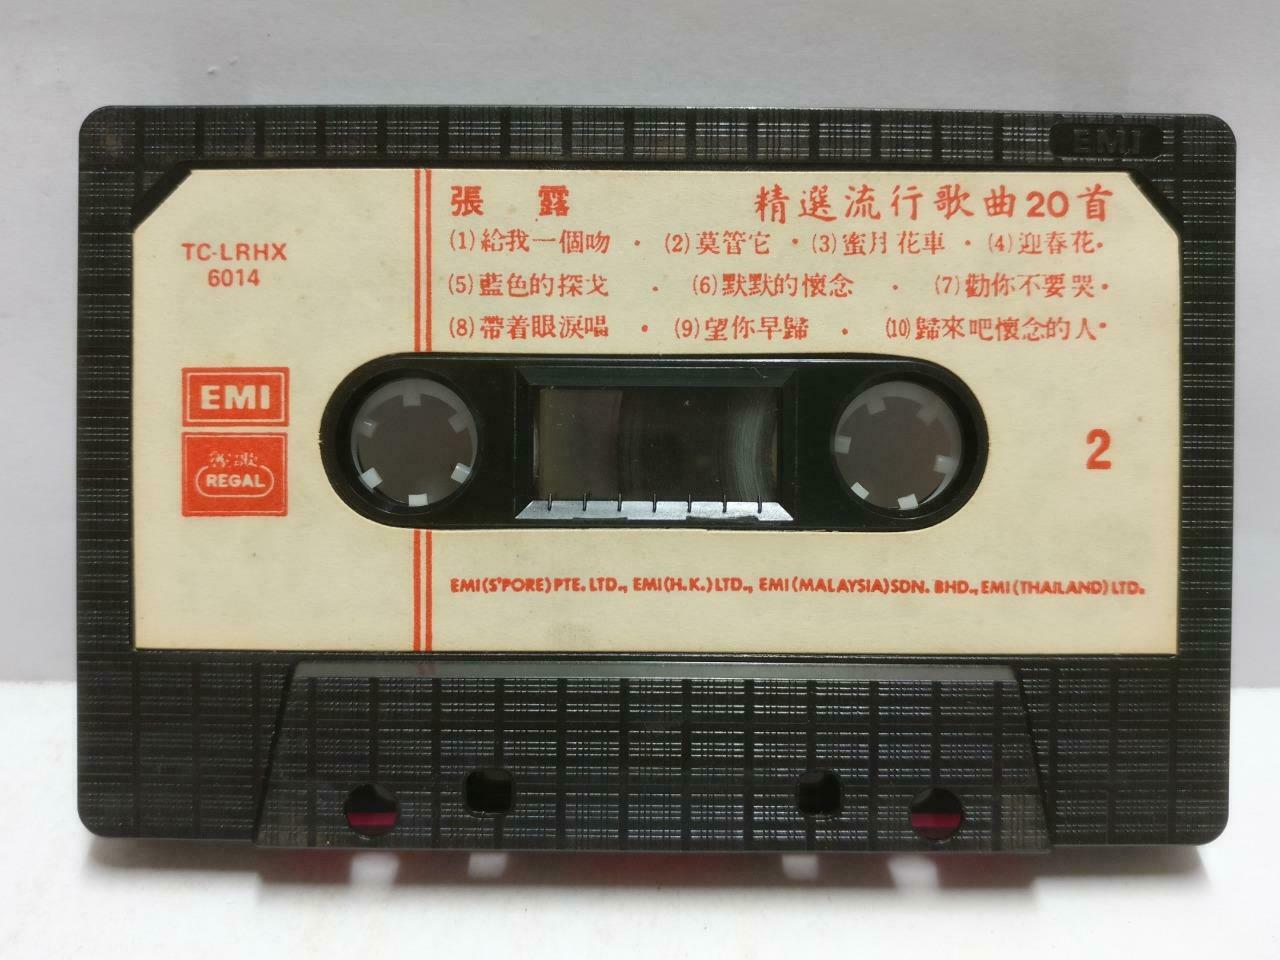 EMI
張 露 精選流行歌曲20首
(1)給我一個吻 • (2)莫管它 • (3)蜜月花車 • (4)迎春花•
(5)藍色的探戈 • (6)默默的懷念 • (7)勸你不要哭•
(8)帶着眼淚唱 • (9)望你早歸 • (10)歸來吧懷念的人•
TC-LRHX
6014
EMI
麗歌
REGAL
2
EMI(S'PORE)PTE. LTD., EMI(H.K.)LTD., EMI(MALAYSIA)SDN. BHD., EMI(THAILAND)LTD.